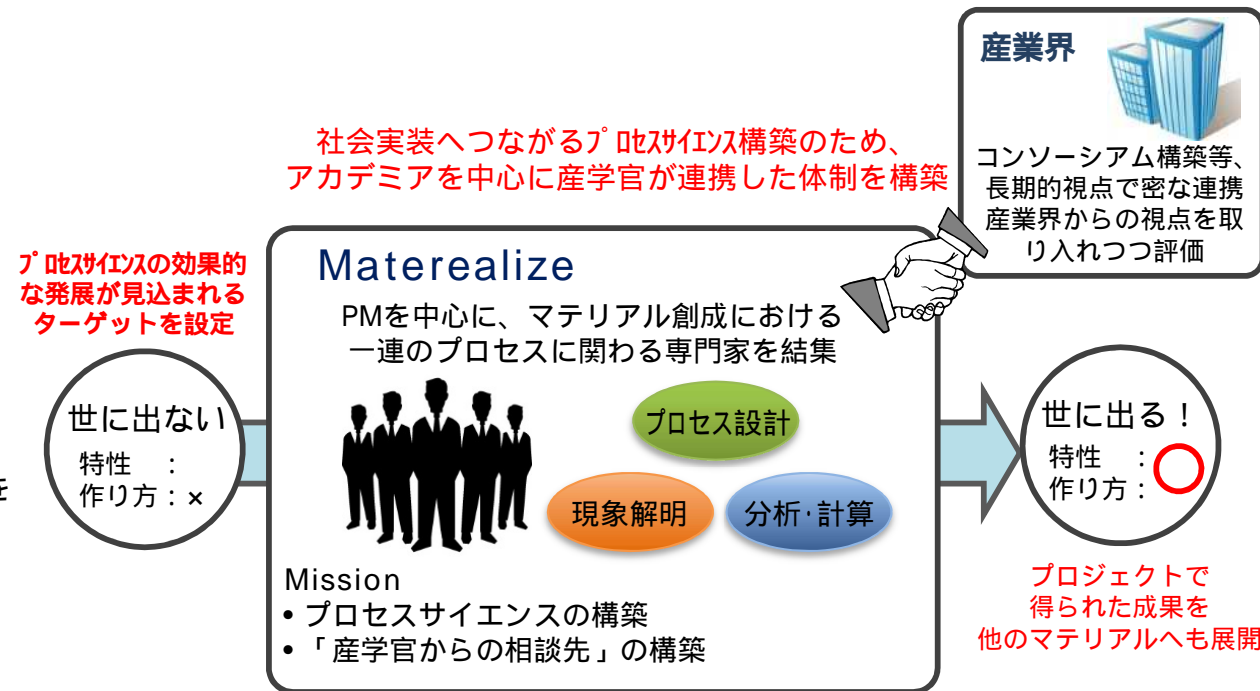 産業界
コンソーシアム構築等、
長期的視点で密な連携
産業界からの視点を取
り入れつつ評価
社会実装へつながるﾌﾟﾛｾｽｻｲｴﾝｽ構築のため、
アカデミアを中心に産学官が連携した体制を構築
ﾌﾟﾛｾｽｻｲｴﾝｽの効果的
な発展が見込まれる
ターゲットを設定
世に出ない
特性　：
作り方：×
を
Materealize
PMを中心に、マテリアル創成における
一連のプロセスに関わる専門家を結集
プロセス設計
現象解明
分析・計算
Mission
• プロセスサイエンスの構築
• 「産学官からの相談先」の構築
世に出る！
特性　：
作り方：
プロジェクトで
得られた成果を
他のマテリアルへも展開